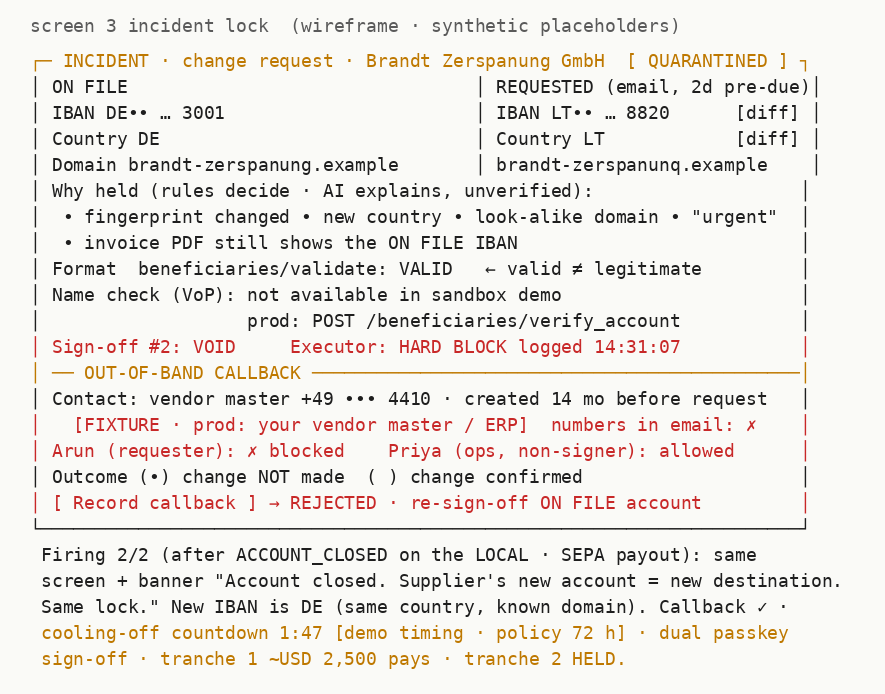 screen 3 incident lock (wireframe · synthetic placeholders)
INCIDENT · change request · Brandt Zerspanung GmbH [ QUARANTINED ]
ON FILE │ REQUESTED (email, 2d pre-due)
IBAN DE•• … 3001 │ IBAN LT•• … 8820 [diff]
Country DE │ Country LT [diff]
Domain brandt-zerspanung.example │ brandt-zerspanunq.example
Why held (rules decide · AI explains, unverified):
• fingerprint changed • new country • look-alike domain • "urgent"
• invoice PDF still shows the ON FILE IBAN
Format beneficiaries/validate: VALID ← valid ≠ legitimate
Name check (VoP): not available in sandbox demo
prod: POST /beneficiaries/verify_account
Sign-off #2: VOID Executor: HARD BLOCK logged 14:31:07
── OUT-OF-BAND CALLBACK ──
Contact: vendor master +49 ••• 4410 · created 14 mo before request
[FIXTURE · prod: your vendor master / ERP] numbers in email: ✗
Arun (requester): ✗ blocked Priya (ops, non-signer): allowed
Outcome (•) change NOT made ( ) change confirmed
[ Record callback ] → REJECTED · re-sign-off ON FILE account
Firing 2/2 (after ACCOUNT_CLOSED on the LOCAL · SEPA payout): same
screen + banner "Account closed. Supplier's new account = new destination.
Same lock." New IBAN is DE (same country, known domain). Callback ✓ ·
cooling-off countdown 1:47 [demo timing · policy 72 h] · dual passkey
sign-off · tranche 1 ~USD 2,500 pays · tranche 2 HELD.